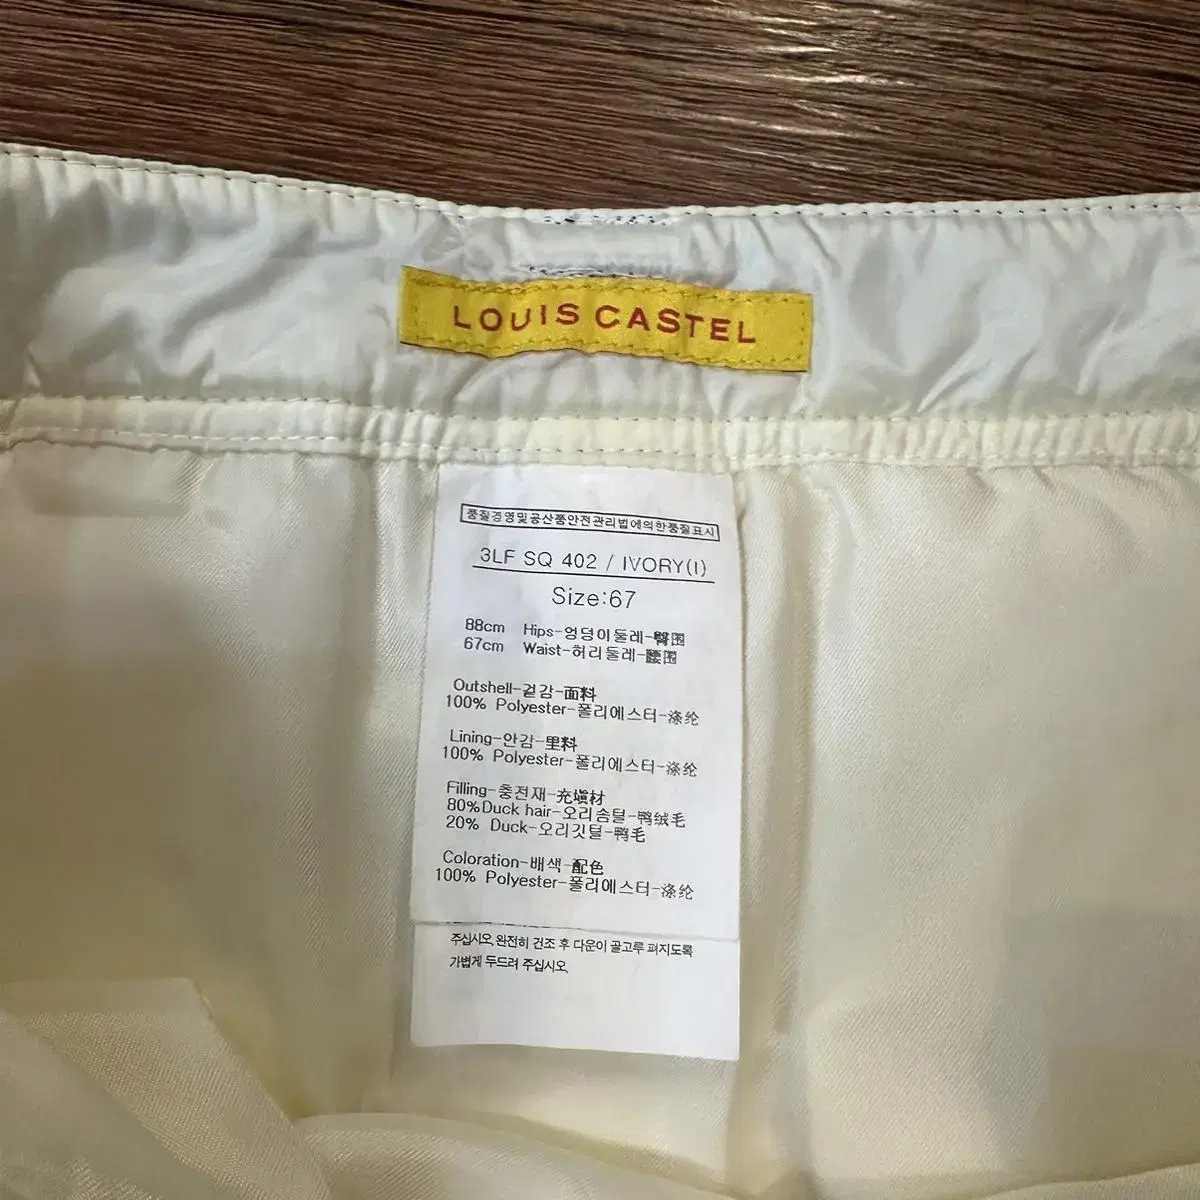 LOUIS CASTEL
품질경영및공산품안전관리법에의한품질표시
3LF SQ 402 / IVORY(I)
Size:67
88cm Hips-엉덩이둘레-臀围
67cm Waist-허리둘레-腰围
Outshell-겉감-面料
100% Polyester-폴리에스터-涤纶
Lining-안감-里料
100% Polyester-폴리에스터-涤纶
Filling-충전재-充塡材
80%Duck hair-오리솜털-鸭绒毛
20% Duck-오리깃털-鸭毛
Coloration-배색-配色
100% Polyester-폴리에스터-涤纶
주십시오. 완전히 건조 후 다운이 골고루 펴지도록
가볍게 두드려 주십시오.